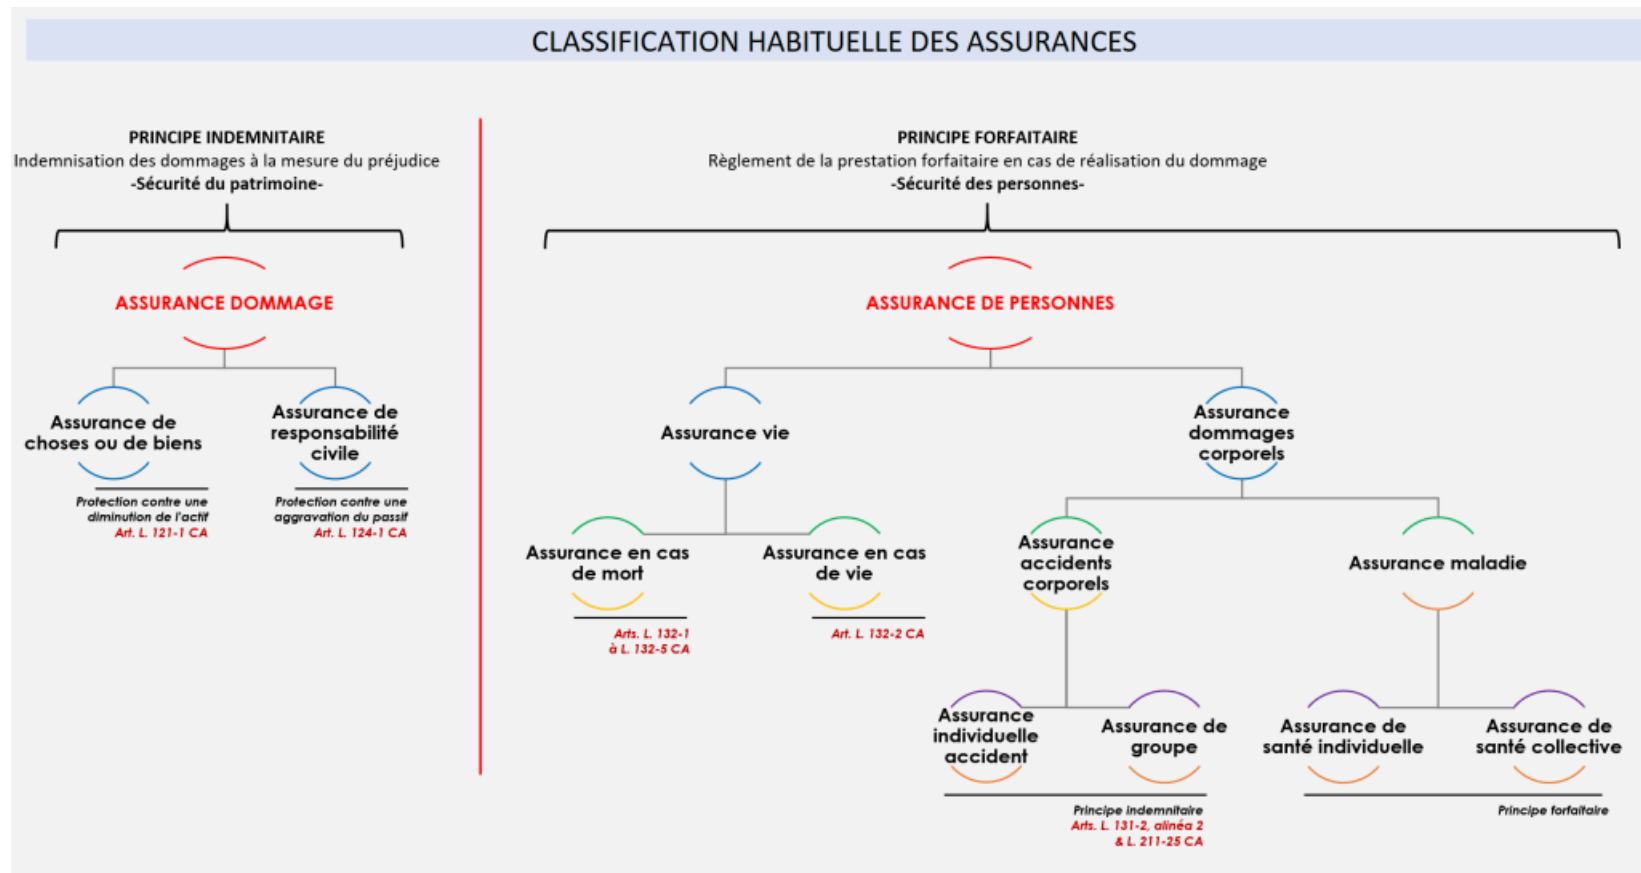 CLASSIFICATION HABITUELLE DES ASSURANCES
PRINCIPE INDEMNITAIRE
Indemnisation des dommages à la mesure du préjudice
-Sécurité du patrimoine-
PRINCIPE FORFAITAIRE
Règlement de la prestation forfaitaire en cas de réalisation du dommage
-Sécurité des personnes-
ASSURANCE DOMMAGE
ASSURANCE DE PERSONNES
Assurance de
choses ou de biens
Assurance de
responsabilité
civile
Assurance vie
Assurance
dommages
corporels
Protection contre une
diminution de l'actif
Art. L. 121-1 CA
Protection contre une
aggravation du passif
Art. L. 124-1 CA
Assurance en cas
de mort
Assurance en cas
de vie
Assurance
accidents
corporels
Assurance maladie
Arts. L. 132-1
à L. 132-5 CA
Art. L. 132-2 CA
Assurance
individuelle
accident
Assurance de
groupe
Assurance de
santé individuelle
Assurance de
santé collective
Principe indemnitaire
Arts. L. 131-2, alinéa 2
& L. 211-25 CA
Principe forfaitaire